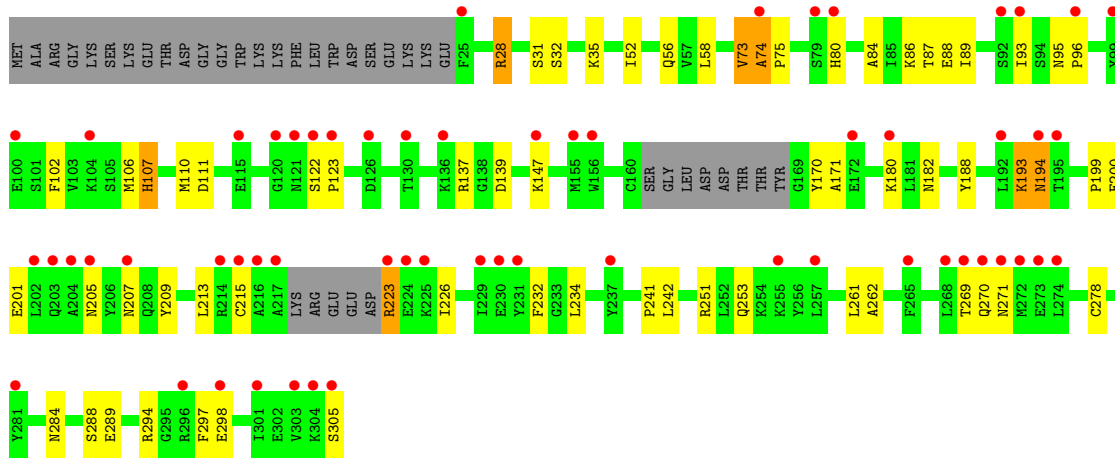 MET ALA ARG GLY LYS SER LYS GLU THR ASP GLY GLY TRP LYS LYS PHE LEU TRP ASP SER GLU LYS LYS GLU F25 R28 S31 S32 K35 I52 Q56 V57 L58 V73 A74 P75 S79 H80 A84 I85 K86 T87 E88 I89 S92 I93 S94 N95 P96 Y99
E100 S101 F102 V103 K104 S105 M106 H107 M110 D111 E115 G120 N121 S122 P123 D126 T130 K136 R137 G138 D139 K147 M155 W156 C160 SER GLY LEU ASP ASP THR THR TYR G169 Y170 A171 E172 K180 L181 N182 Y188 L192 K193 N194 T195 P199 E200
E201 L202 Q203 A204 N205 Y206 N207 Q208 Y209 L213 R214 C215 A216 A217 LYS ARG GLU GLU ASP R223 E224 K225 I226 I229 E230 Y231 F232 G233 L234 Y237 P241 L242 R251 L252 Q253 K254 K255 Y256 L257 L261 A262 F265 L268 T269 Q270 N271 M272 E273 L274 C278
Y281 N284 S288 E289 R294 G295 R296 F297 E298 I301 E302 V303 K304 S305